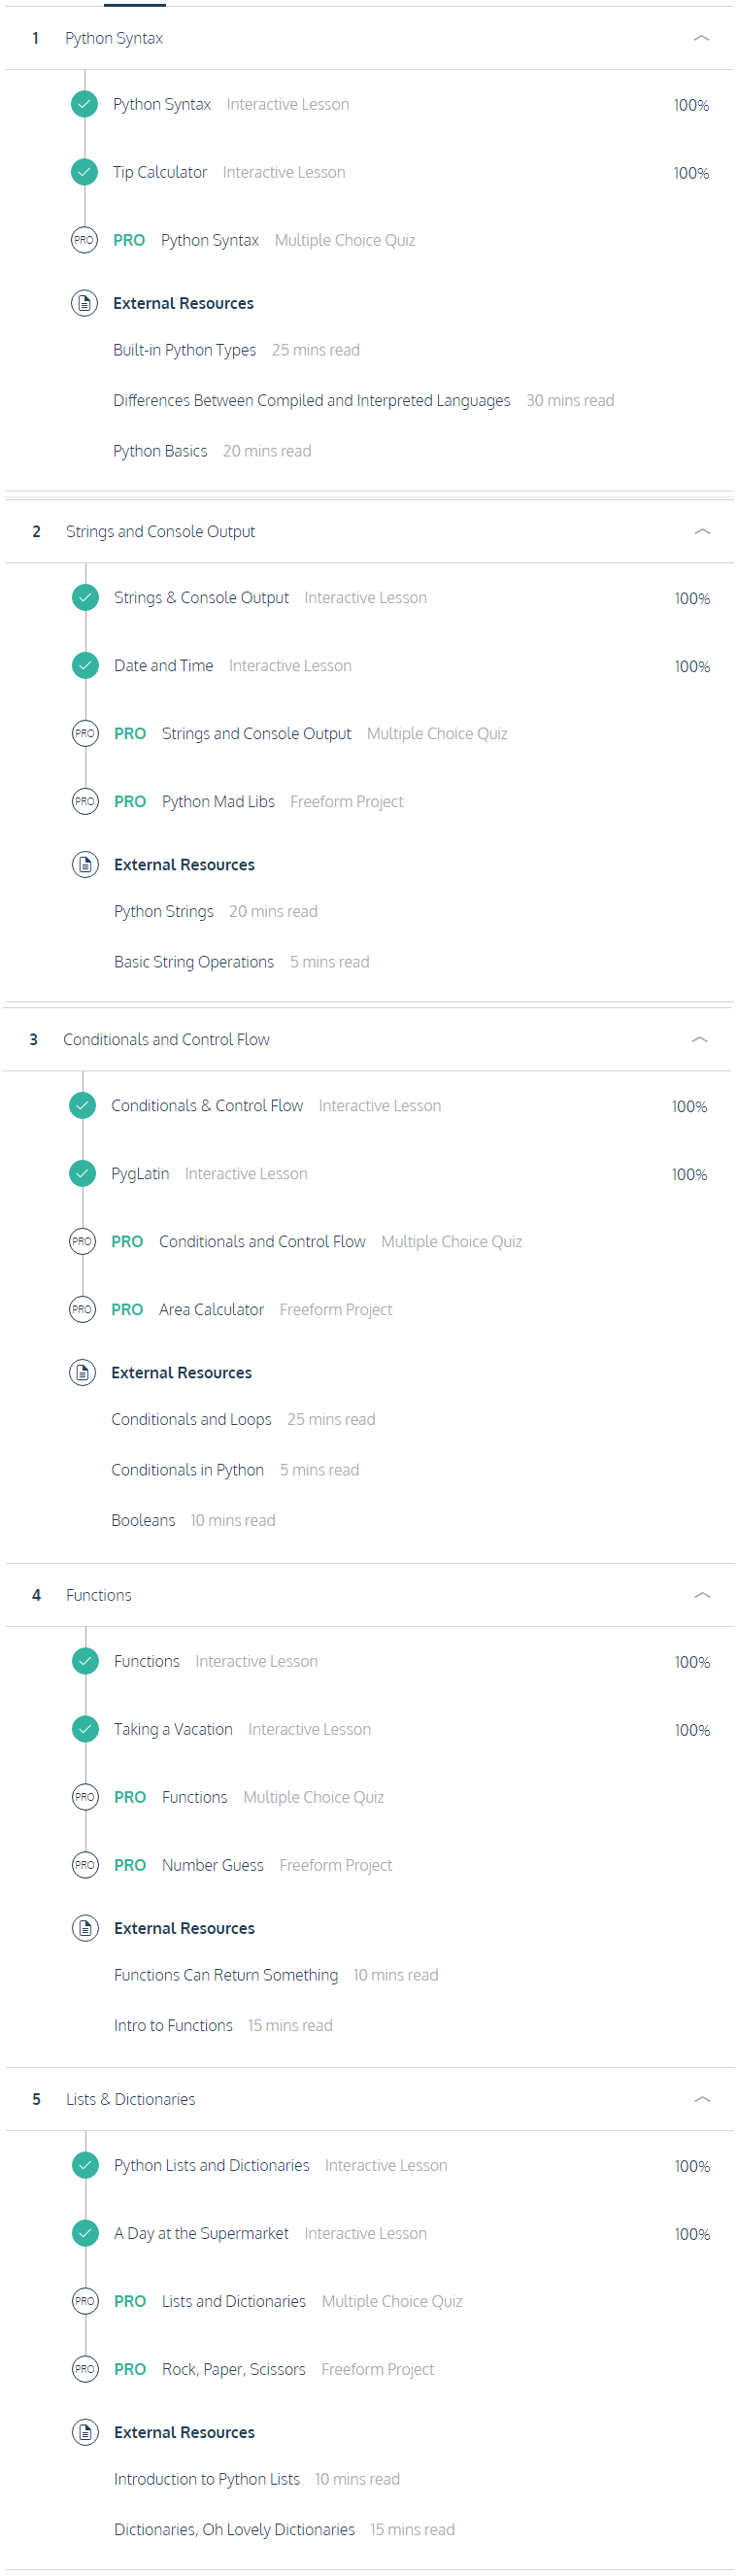 1 Python Syntax
Python Syntax Interactive Lesson 100%
Tip Calculator Interactive Lesson 100%
PRO PRO Python Syntax Multiple Choice Quiz
External Resources
Built-in Python Types 25 mins read
Differences Between Compiled and Interpreted Languages 30 mins read
Python Basics 20 mins read
2 Strings and Console Output
Strings & Console Output Interactive Lesson 100%
Date and Time Interactive Lesson 100%
PRO PRO Strings and Console Output Multiple Choice Quiz
PRO PRO Python Mad Libs Freeform Project
External Resources
Python Strings 20 mins read
Basic String Operations 5 mins read
3 Conditionals and Control Flow
Conditionals & Control Flow Interactive Lesson 100%
PygLatin Interactive Lesson 100%
PRO PRO Conditionals and Control Flow Multiple Choice Quiz
PRO PRO Area Calculator Freeform Project
External Resources
Conditionals and Loops 25 mins read
Conditionals in Python 5 mins read
Booleans 10 mins read
4 Functions
Functions Interactive Lesson 100%
Taking a Vacation Interactive Lesson 100%
PRO PRO Functions Multiple Choice Quiz
PRO PRO Number Guess Freeform Project
External Resources
Functions Can Return Something 10 mins read
Intro to Functions 15 mins read
5 Lists & Dictionaries
Python Lists and Dictionaries Interactive Lesson 100%
A Day at the Supermarket Interactive Lesson 100%
PRO PRO Lists and Dictionaries Multiple Choice Quiz
PRO PRO Rock, Paper, Scissors Freeform Project
External Resources
Introduction to Python Lists 10 mins read
Dictionaries, Oh Lovely Dictionaries 15 mins read